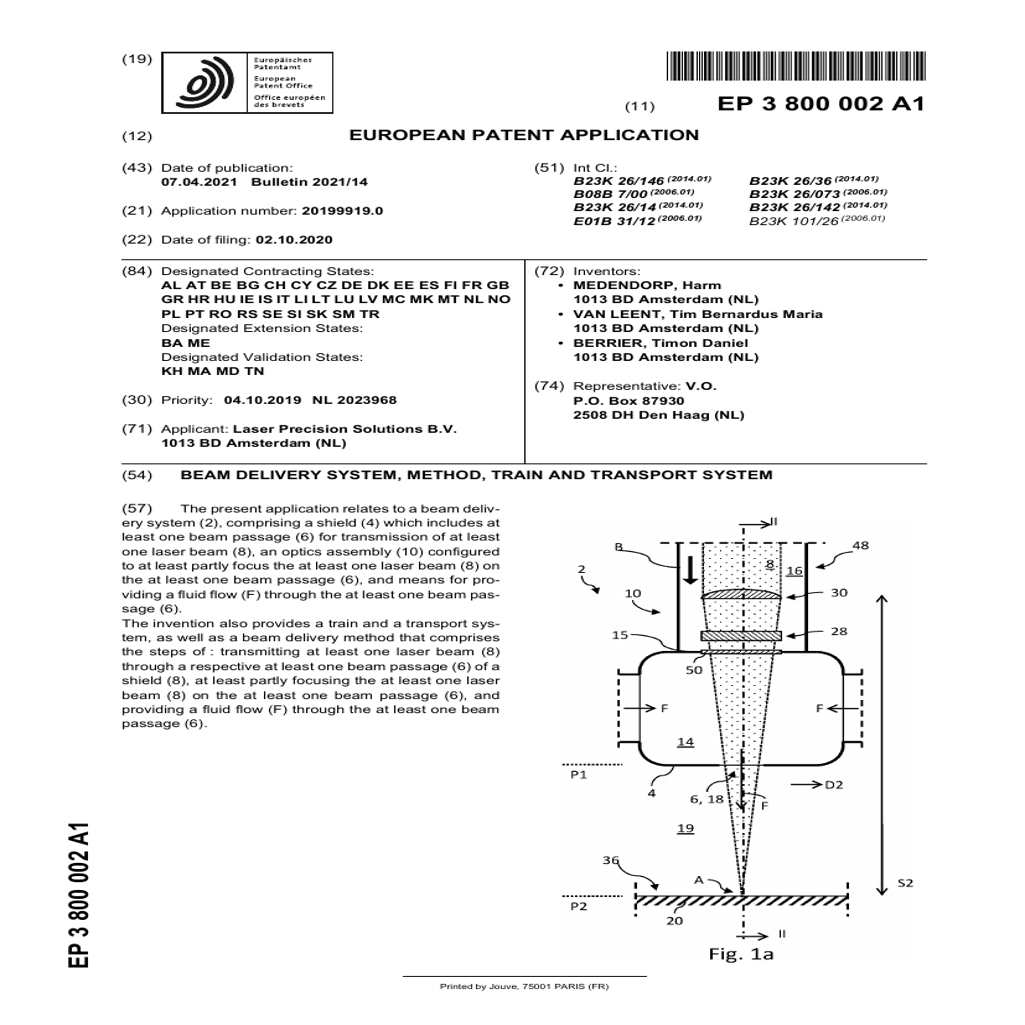 (19)
Europäisches
Patentamt
European
Patent Office
Office européen
des brevets
(11) EP 3 800 002 A1
(12) EUROPEAN PATENT APPLICATION
(43) Date of publication:
07.04.2021 Bulletin 2021/14
(21) Application number: 20199919.0
(22) Date of filing: 02.10.2020
(51) Int Cl.:
B23K 26/146 (2014.01) B23K 26/36 (2014.01)
B08B 7/00 (2006.01) B23K 26/073 (2006.01)
B23K 26/14 (2014.01) B23K 26/142 (2014.01)
E01B 31/12 (2006.01) B23K 101/26 (2006.01)
(84) Designated Contracting States:
AL AT BE BG CH CY CZ DE DK EE ES FI FR GB
GR HR HU IE IS IT LI LT LU LV MC MK MT NL NO
PL PT RO RS SE SI SK SM TR
Designated Extension States:
BA ME
Designated Validation States:
KH MA MD TN
(30) Priority: 04.10.2019 NL 2023968
(71) Applicant: Laser Precision Solutions B.V.
1013 BD Amsterdam (NL)
(72) Inventors:
• MEDENDORP, Harm
1013 BD Amsterdam (NL)
• VAN LEENT, Tim Bernardus Maria
1013 BD Amsterdam (NL)
• BERRIER, Timon Daniel
1013 BD Amsterdam (NL)
(74) Representative: V.O.
P.O. Box 87930
2508 DH Den Haag (NL)
(54) BEAM DELIVERY SYSTEM, METHOD, TRAIN AND TRANSPORT SYSTEM
(57) The present application relates to a beam deliv-
ery system (2), comprising a shield (4) which includes at
least one beam passage (6) for transmission of at least
one laser beam (8), an optics assembly (10) configured
to at least partly focus the at least one laser beam (8) on
the at least one beam passage (6), and means for pro-
viding a fluid flow (F) through the at least one beam pas-
sage (6).
The invention also provides a train and a transport sys-
tem, as well as a beam delivery method that comprises
the steps of : transmitting at least one laser beam (8)
through a respective at least one beam passage (6) of a
shield (8), at least partly focusing the at least one laser
beam (8) on the at least one beam passage (6), and
providing a fluid flow (F) through the at least one beam
passage (6).
II
B 48
8
2 16
10 30
15 28
50
F F
14
P1
4 6, 18 F D2
19
36
A S2
P2
20
II
Fig. 1a
EP 3 800 002 A1
Printed by Jouve, 75001 PARIS (FR)